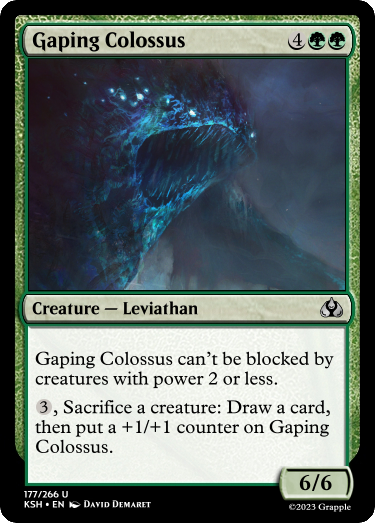 Gaping Colossus 4
Creature — Leviathan
Gaping Colossus can't be blocked by
creatures with power 2 or less.
3, Sacrifice a creature: Draw a card,
then put a +1/+1 counter on Gaping
Colossus.
6/6
177/266 U
KSH • EN David Demaret
©2023 Grapple